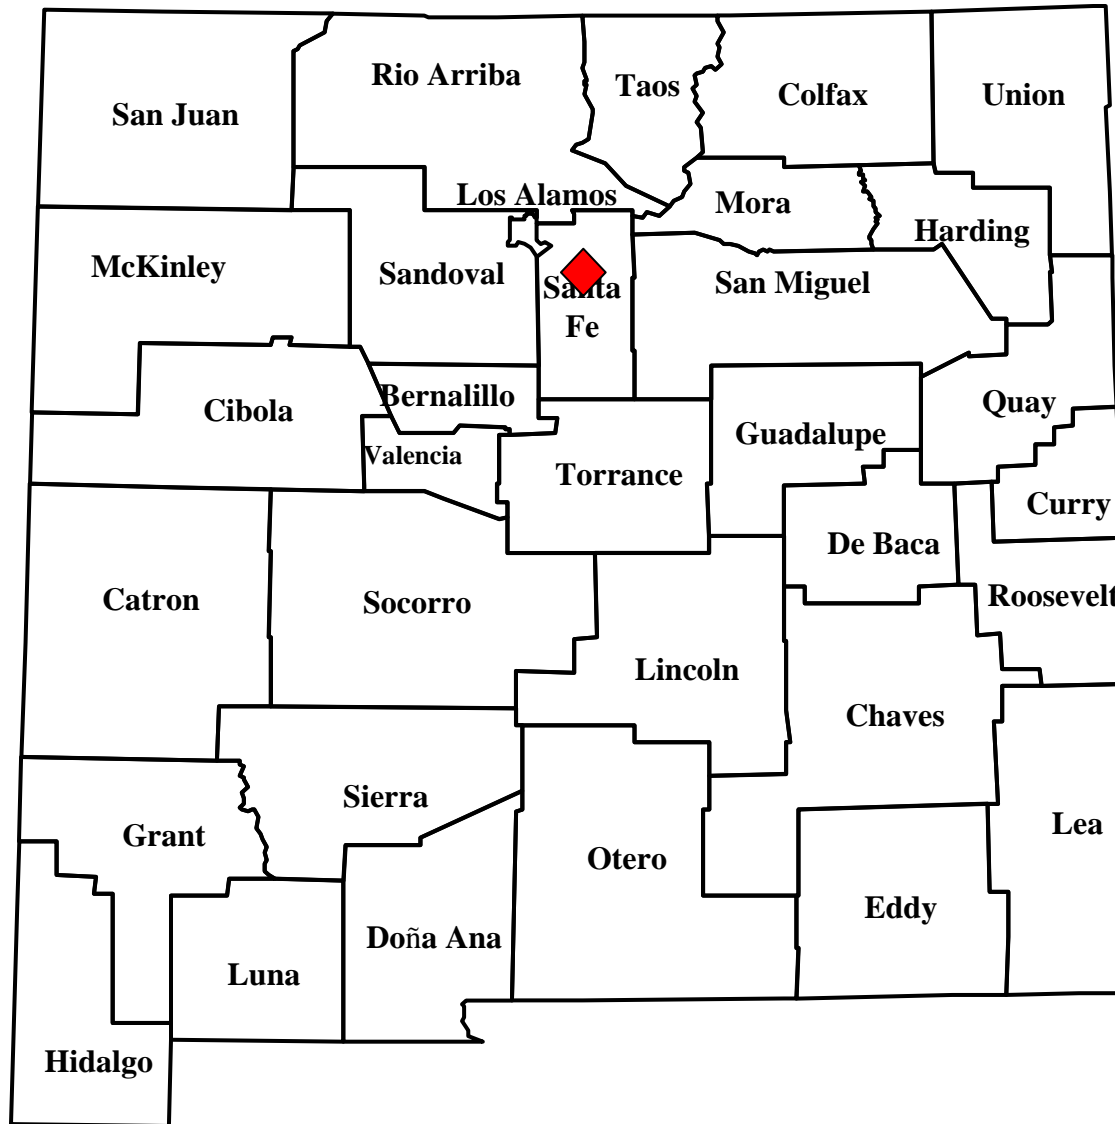 Rio Arriba
Taos
Colfax
Union
San Juan
Los Alamos
Mora
Harding
McKinley
Sandoval
Santa
Fe
San Miguel
Bernalillo
Cibola
Quay
Guadalupe
Valencia
Torrance
Curry
De Baca
Catron
Socorro
Roosevelt
Lincoln
Chaves
Sierra
Grant
Lea
Otero
Eddy
Doña Ana
Luna
Hidalgo